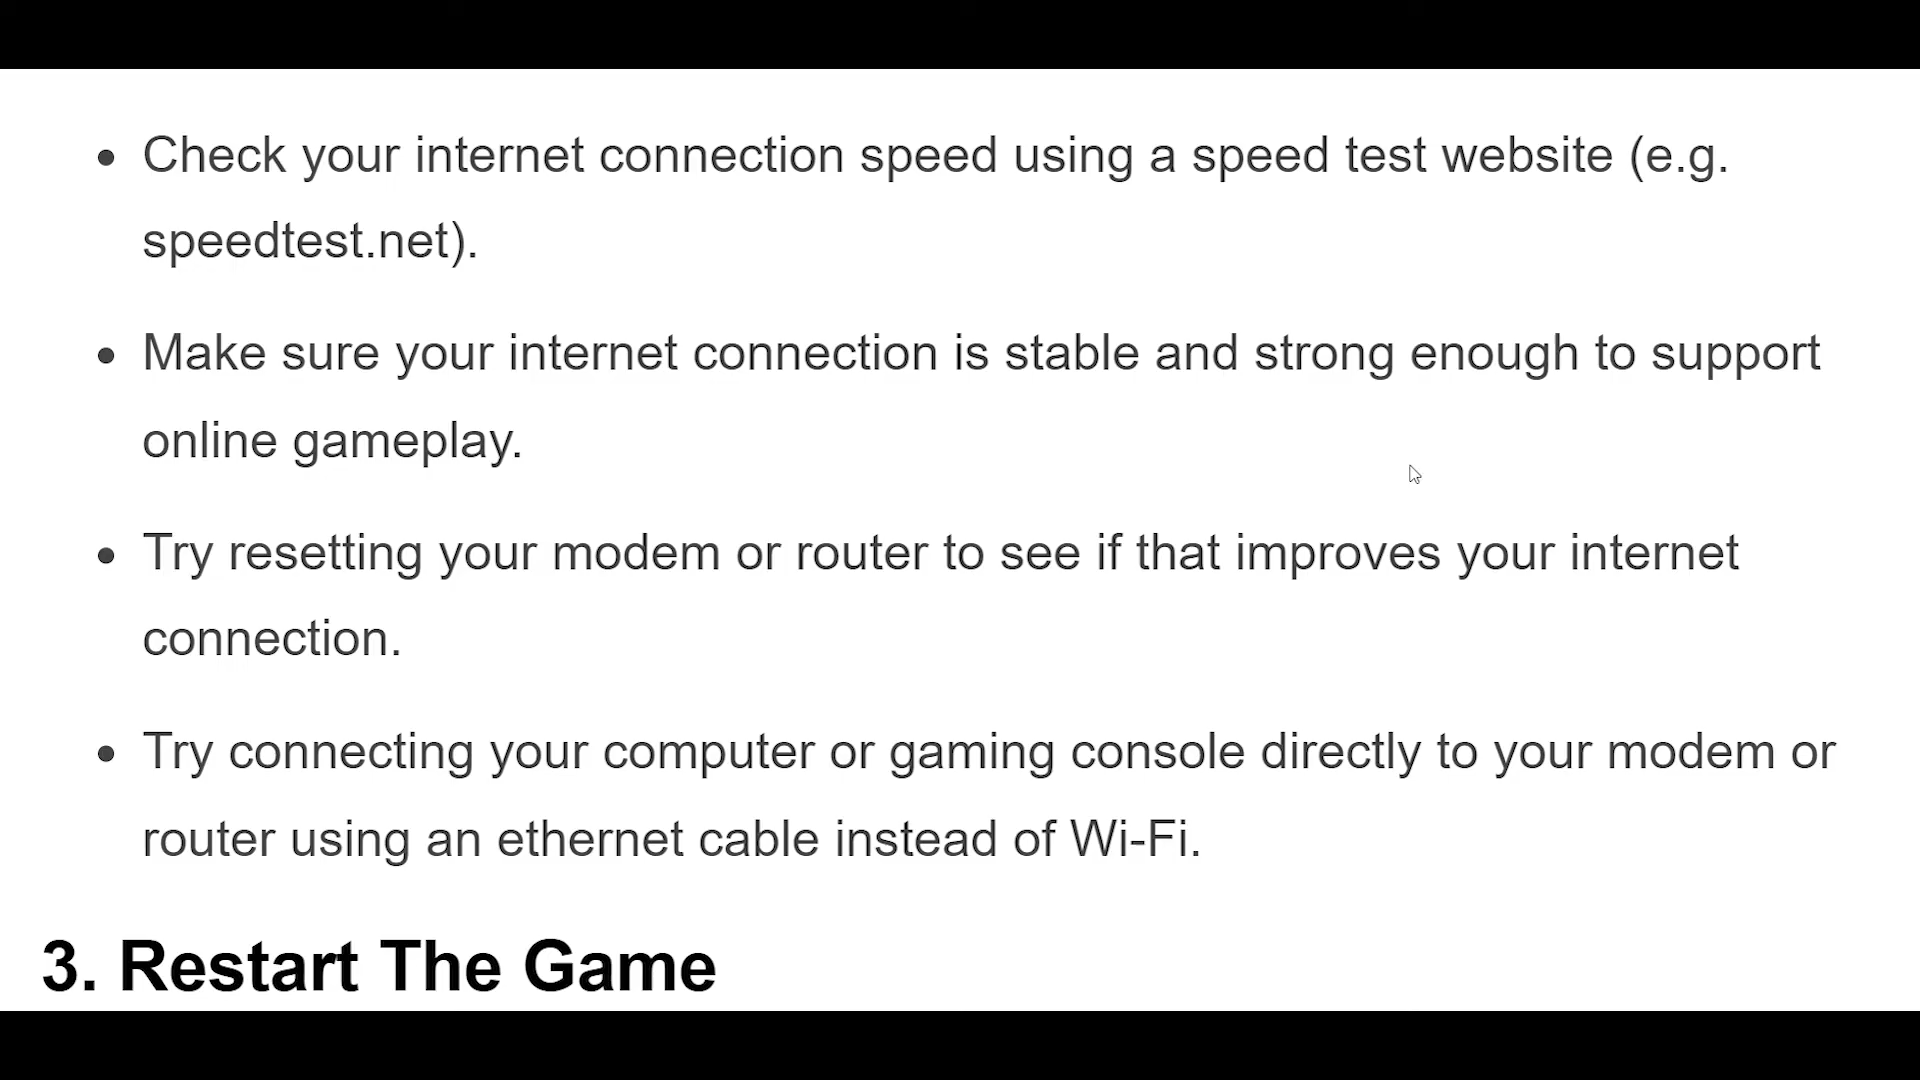 Check your internet connection speed using a speed test website (e.g.
speedtest.net).
Make sure your internet connection is stable and strong enough to support
online gameplay.
Try resetting your modem or router to see if that improves your internet
connection.
Try connecting your computer or gaming console directly to your modem or
router using an ethernet cable instead of Wi-Fi.
3. Restart The Game